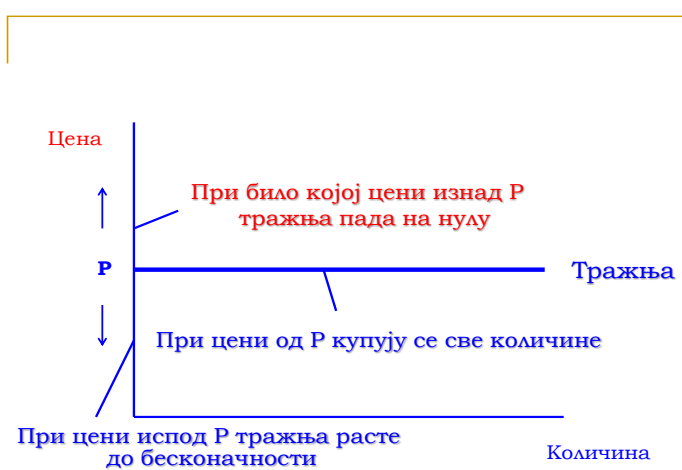 Цена
При било којој цени изнад P
тражња пада на нулу
P
Тражња
При цени од P купују се све количине
При цени испод P тражња расте
до бесконачности
Количина